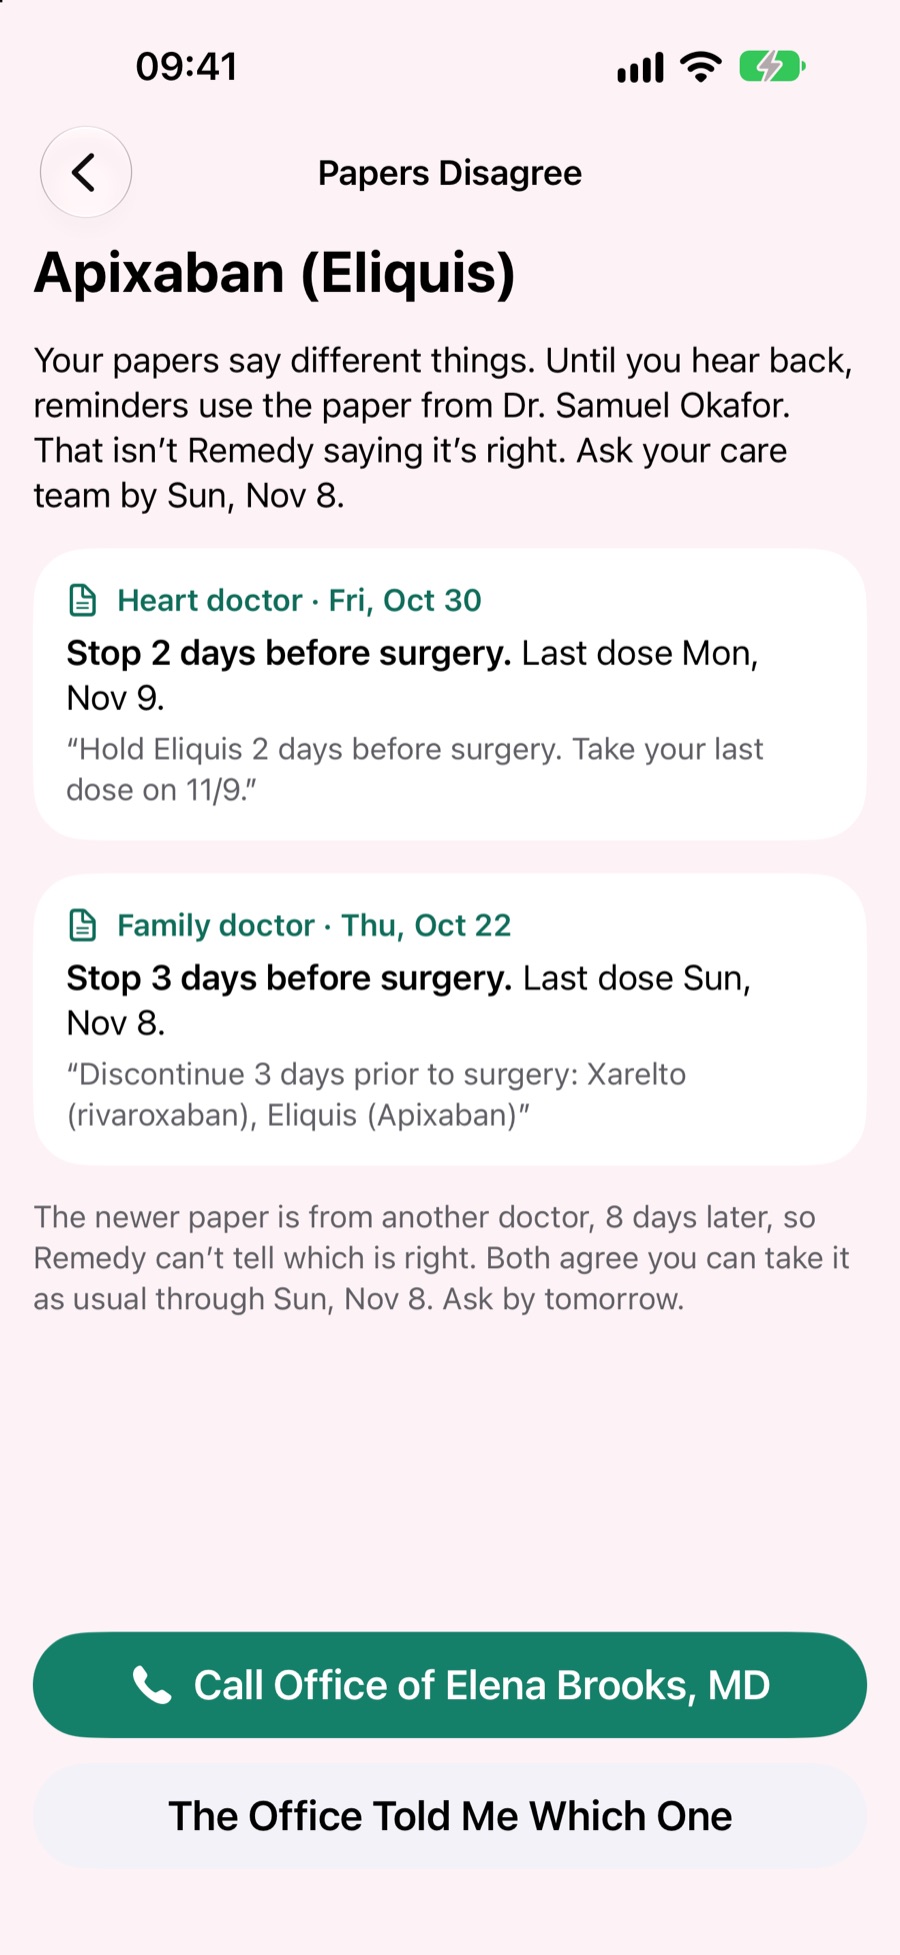 09:41
Papers Disagree
Apixaban (Eliquis)
Your papers say different things. Until you hear back,
reminders use the paper from Dr. Samuel Okafor.
That isn’t Remedy saying it’s right. Ask your care
team by Sun, Nov 8.
Heart doctor · Fri, Oct 30
Stop 2 days before surgery. Last dose Mon,
Nov 9.
“Hold Eliquis 2 days before surgery. Take your last
dose on 11/9.”
Family doctor · Thu, Oct 22
Stop 3 days before surgery. Last dose Sun,
Nov 8.
“Discontinue 3 days prior to surgery: Xarelto
(rivaroxaban), Eliquis (Apixaban)”
The newer paper is from another doctor, 8 days later, so
Remedy can’t tell which is right. Both agree you can take it
as usual through Sun, Nov 8. Ask by tomorrow.
Call Office of Elena Brooks, MD
The Office Told Me Which One